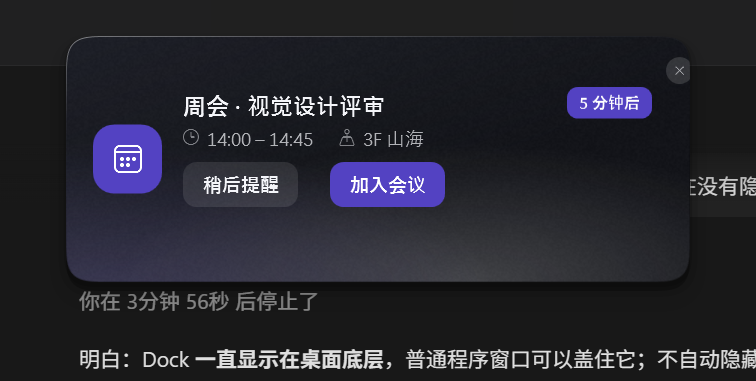 周会 · 视觉设计评审
5 分钟后
14:00 – 14:45 3F 山海
稍后提醒 加入会议
在没有隐
你在 3分钟 56秒 后停止了
明白：Dock 一直显示在桌面底层，普通程序窗口可以盖住它；不自动隐藏